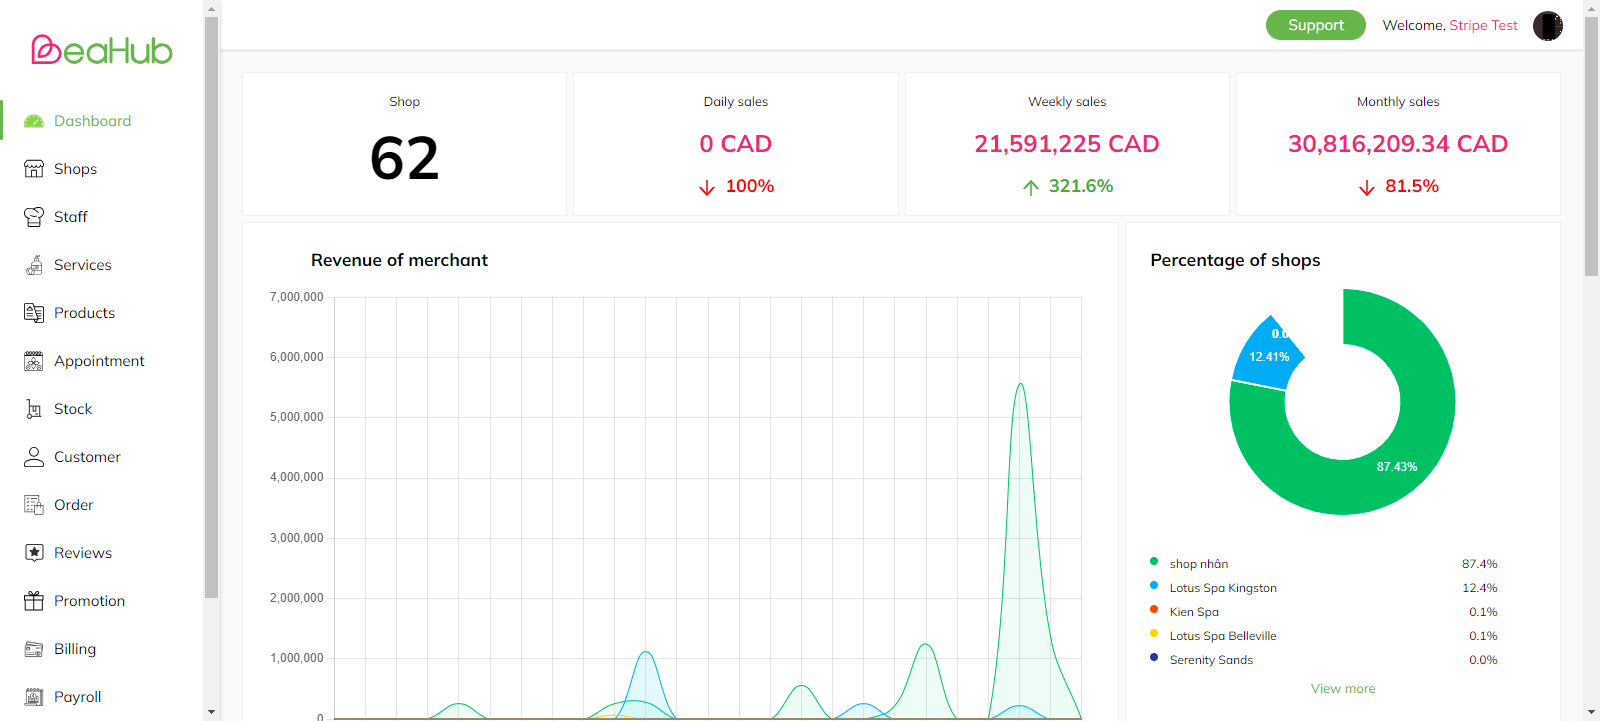 BeaHub
Support
Welcome, Stripe Test
Dashboard
Shops
Staff
Services
Products
Appointment
Stock
Customer
Order
Reviews
Promotion
Billing
Payroll
Shop
62
Daily sales
0 CAD
100%
Weekly sales
21,591,225 CAD
321.6%
Monthly sales
30,816,209.34 CAD
81.5%
Revenue of merchant
7,000,000
6,000,000
5,000,000
4,000,000
3,000,000
2,000,000
1,000,000
0
Percentage of shops
12.41%
87.43%
shop nhân 87.4%
Lotus Spa Kingston 12.4%
Kien Spa 0.1%
Lotus Spa Belleville 0.1%
Serenity Sands 0.0%
View more